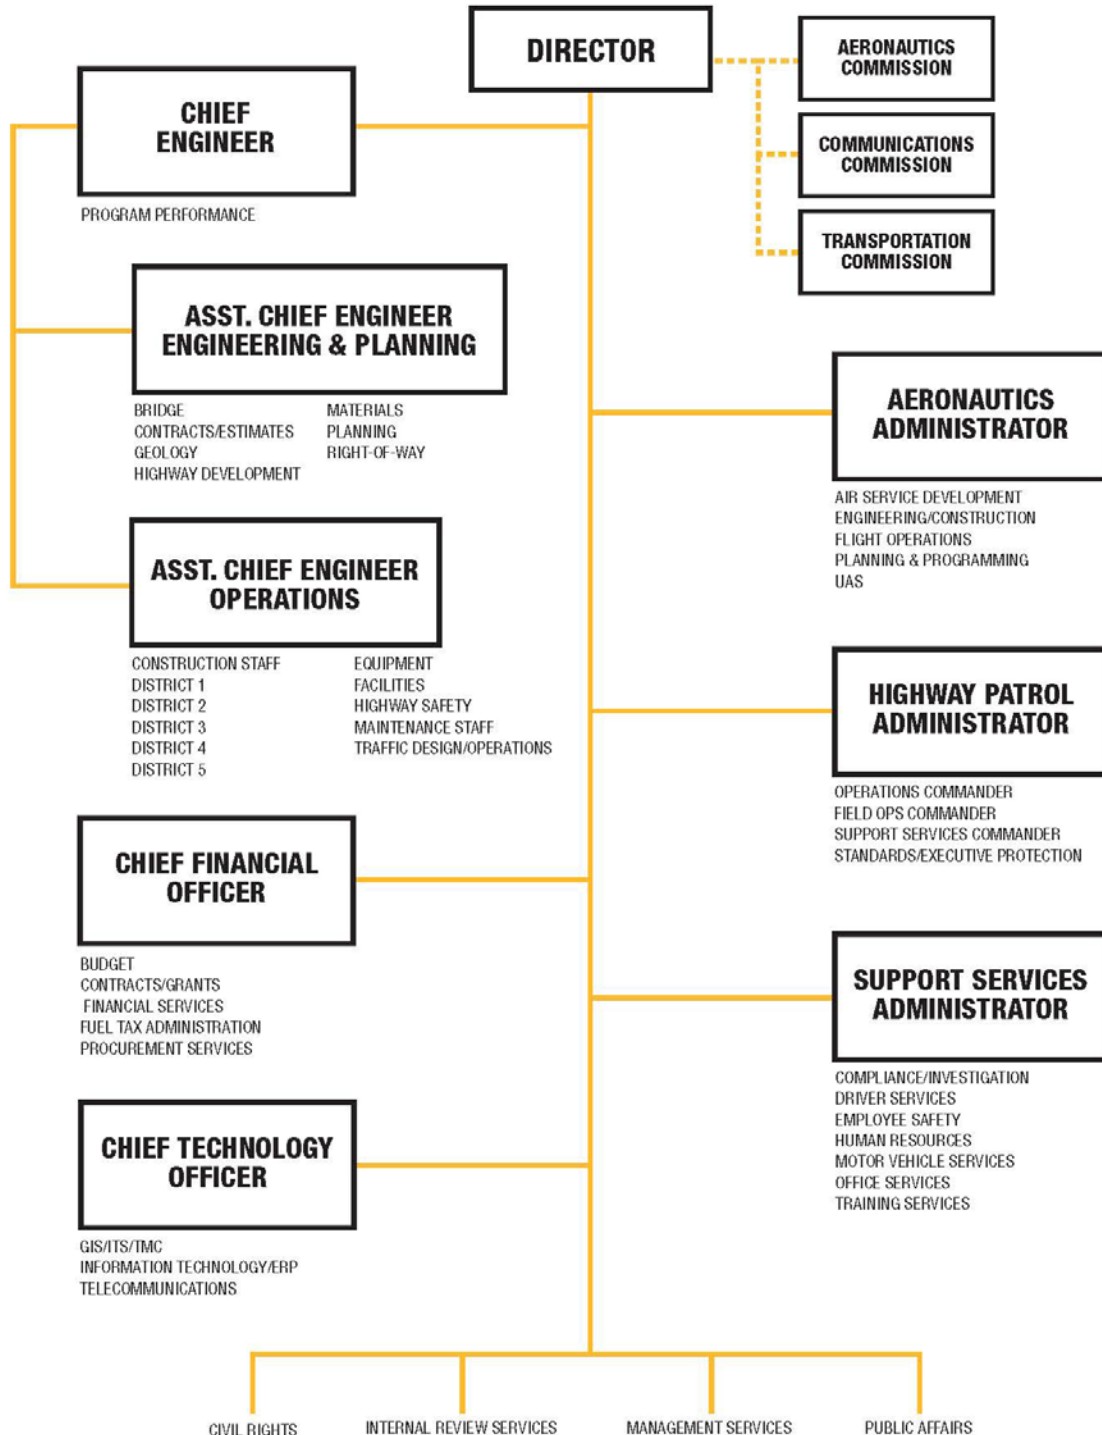 DIRECTOR
AERONAUTICS
COMMISSION
COMMUNICATIONS
COMMISSION
TRANSPORTATION
COMMISSION
CHIEF
ENGINEER
PROGRAM PERFORMANCE
ASST. CHIEF ENGINEER
ENGINEERING & PLANNING
BRIDGE
CONTRACTS/ESTIMATES
GEOLOGY
HIGHWAY DEVELOPMENT
MATERIALS
PLANNING
RIGHT-OF-WAY
ASST. CHIEF ENGINEER
OPERATIONS
CONSTRUCTION STAFF
DISTRICT 1
DISTRICT 2
DISTRICT 3
DISTRICT 4
DISTRICT 5
EQUIPMENT
FACILITIES
HIGHWAY SAFETY
MAINTENANCE STAFF
TRAFFIC DESIGN/OPERATIONS
CHIEF FINANCIAL
OFFICER
BUDGET
CONTRACTS/GRANTS
FINANCIAL SERVICES
FUEL TAX ADMINISTRATION
PROCUREMENT SERVICES
CHIEF TECHNOLOGY
OFFICER
GIS/ITS/TMC
INFORMATION TECHNOLOGY/ERP
TELECOMMUNICATIONS
AERONAUTICS
ADMINISTRATOR
AIR SERVICE DEVELOPMENT
ENGINEERING/CONSTRUCTION
FLIGHT OPERATIONS
PLANNING & PROGRAMMING
UAS
HIGHWAY PATROL
ADMINISTRATOR
OPERATIONS COMMANDER
FIELD OPS COMMANDER
SUPPORT SERVICES COMMANDER
STANDARDS/EXECUTIVE PROTECTION
SUPPORT SERVICES
ADMINISTRATOR
COMPLIANCE/INVESTIGATION
DRIVER SERVICES
EMPLOYEE SAFETY
HUMAN RESOURCES
MOTOR VEHICLE SERVICES
OFFICE SERVICES
TRAINING SERVICES
CIVIL RIGHTS
INTERNAL REVIEW SERVICES
MANAGEMENT SERVICES
PUBLIC AFFAIRS